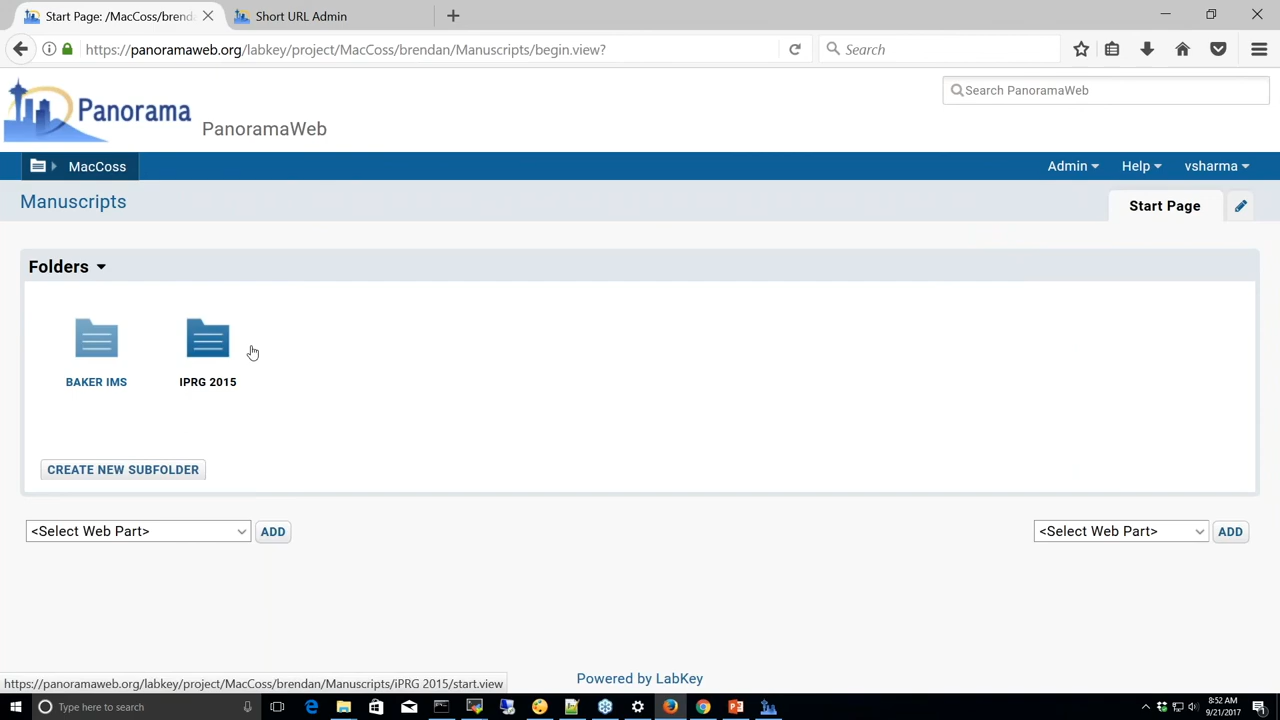 Start Page: /MacCoss/brend
Short URL Admin
https://panoramaweb.org/labkey/project/MacCoss/brendan/Manuscripts/begin.view?
Search
Panorama
PanoramaWeb
Search PanoramaWeb
MacCoss
Admin
Help
vsharma
Manuscripts
Start Page
Folders
BAKER IMS
IPRG 2015
CREATE NEW SUBFOLDER
<Select Web Part>
ADD
<Select Web Part>
ADD
Powered by LabKey
https://panoramaweb.org/labkey/project/MacCoss/brendan/Manuscripts/iPRG 2015/start.view
Type here to search
8:52 AM
9/21/2017